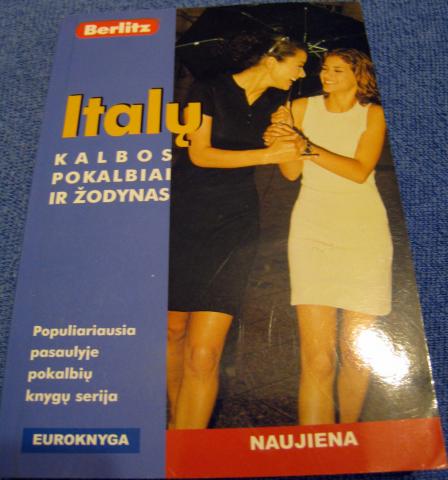 Berlitz
Italų
KALBOS
POKALBIAI
IR ŽODYNAS
Populiariausia
pasaulyje
pokalbių
knygų serija
EUROKNYGA
NAUJIENA